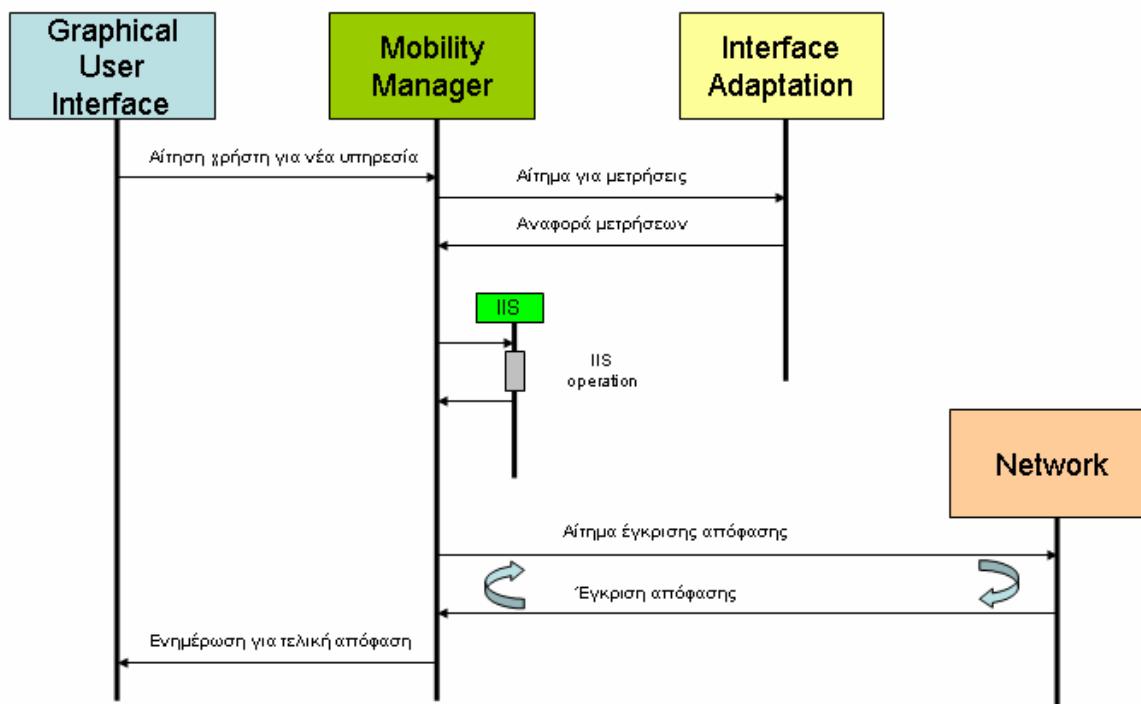 Graphical
User
Interface
Mobility
Manager
Interface
Adaptation
Αίτηση χρήστη για νέα υπηρεσία
Αίτημα για μετρήσεις
Αναφορά μετρήσεων
IIS
IIS
operation
Network
Αίτημα έγκρισης απόφασης
Έγκριση απόφασης
Ενημέρωση για τελική απόφαση